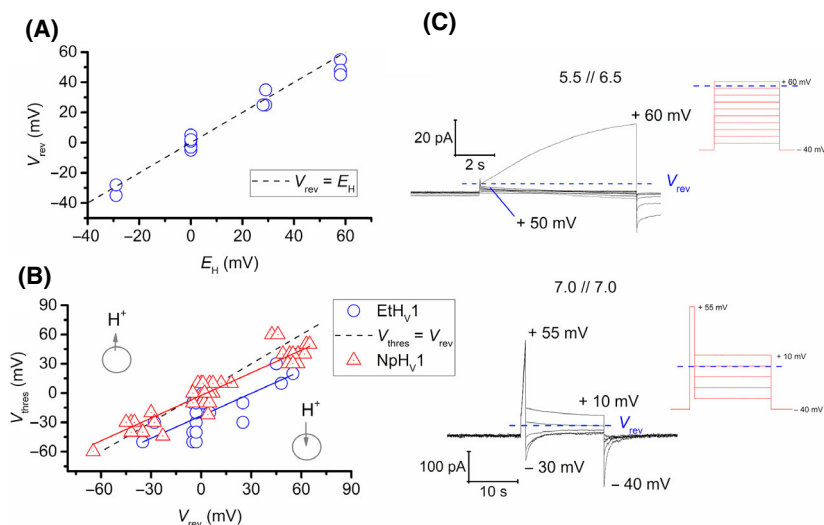 (A)
60
40
20
0
−20
−40
V_rev (mV)
−40 −20 0 20 40 60
E_H (mV)
V_rev = E_H
(B)
90
60
30
0
−30
−60
V_thres (mV)
−60 −30 0 30 60 90
V_rev (mV)
H⁺
H⁺
EtH_V1
V_thres = V_rev
NpH_V1
(C)
5.5 // 6.5
20 pA
2 s
+ 60 mV
+ 50 mV
V_rev
+ 60 mV
− 40 mV
7.0 // 7.0
+ 55 mV
+ 10 mV
V_rev
− 30 mV
− 40 mV
100 pA
10 s
+ 55 mV
+ 10 mV
− 40 mV